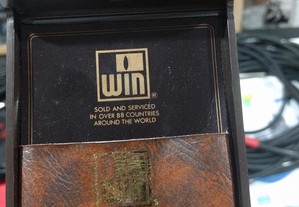 WIN
SOLD AND SERVICED
IN OVER 88 COUNTRIES
AROUND THE WORLD